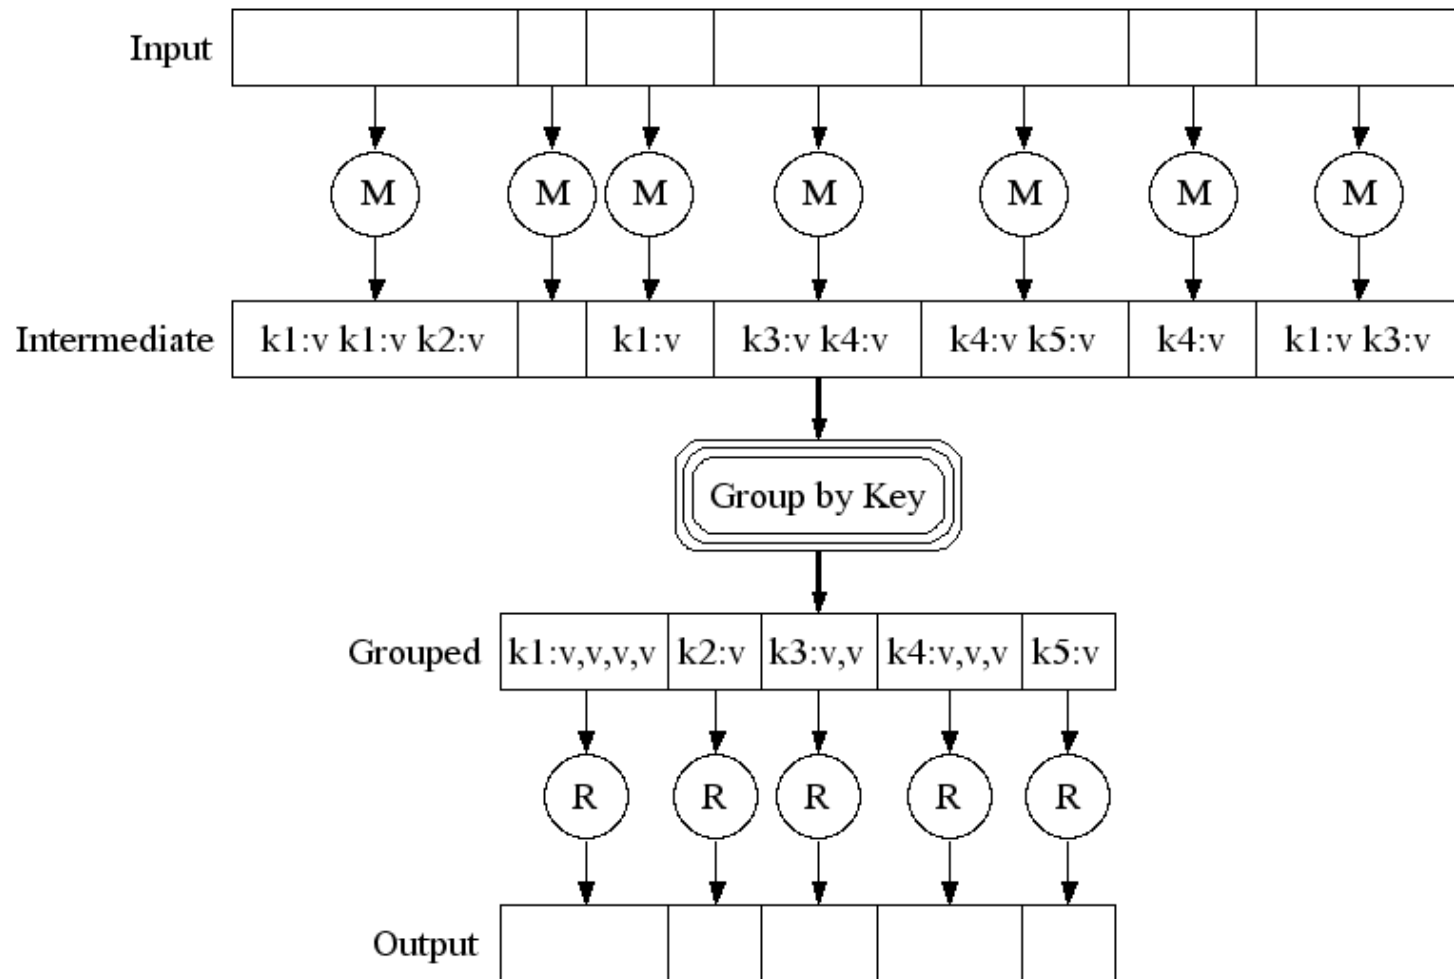 Input
M M M M M M M
Intermediate k1:v k1:v k2:v k1:v k3:v k4:v k4:v k5:v k4:v k1:v k3:v
Group by Key
Grouped k1:v,v,v,v k2:v k3:v,v k4:v,v,v k5:v
R R R R R
Output